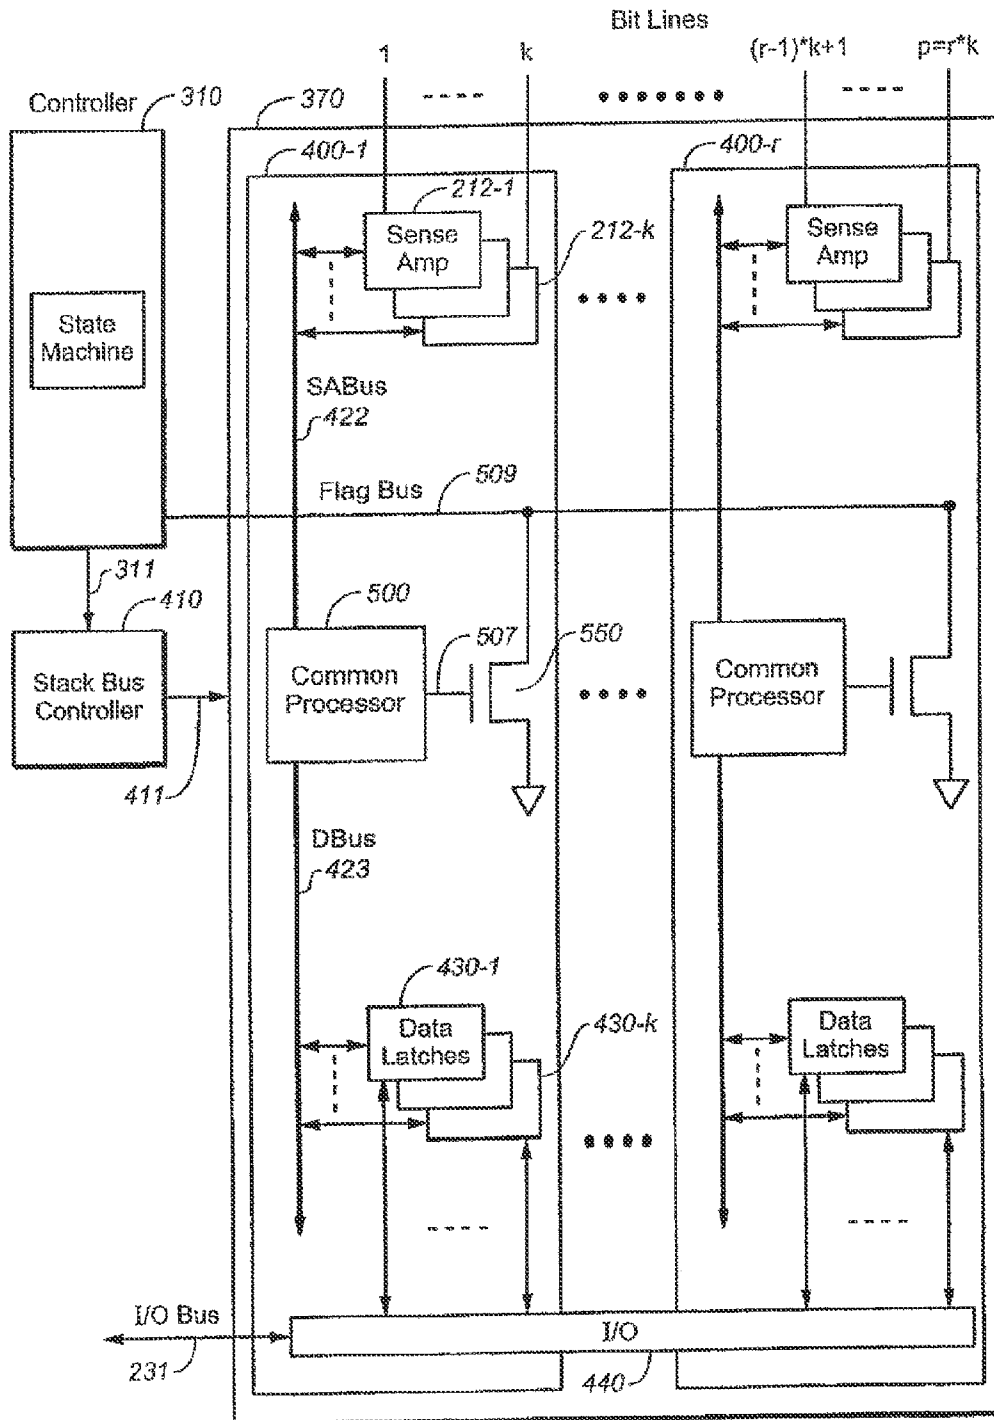 Bit Lines
1
k
(r-1)*k+1
p=r*k
Controller
310
370
400-1
400-r
212-1
Sense
Amp
212-k
Sense
Amp
State
Machine
SABus
422
Flag Bus
509
311
410
500
507
550
Stack Bus
Controller
Common
Processor
Common
Processor
411
DBus
423
430-1
Data
Latches
430-k
Data
Latches
I/O Bus
231
I/O
440